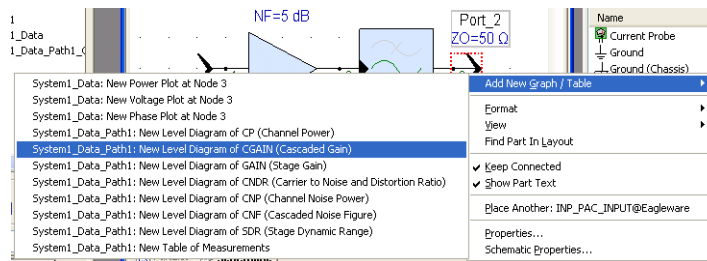 1
1_Data
1_Data_Path1_
NF=5 dB
Port_2
ZO=50 Ω
Name
Current Probe
Ground
Ground (Chassis)
System1_Data: New Power Plot at Node 3
System1_Data: New Voltage Plot at Node 3
System1_Data: New Phase Plot at Node 3
System1_Data_Path1: New Level Diagram of CP (Channel Power)
System1_Data_Path1: New Level Diagram of CGAIN (Cascaded Gain)
System1_Data_Path1: New Level Diagram of GAIN (Stage Gain)
System1_Data_Path1: New Level Diagram of CNDR (Carrier to Noise and Distortion Ratio)
System1_Data_Path1: New Level Diagram of CNP (Channel Noise Power)
System1_Data_Path1: New Level Diagram of CNF (Cascaded Noise Figure)
System1_Data_Path1: New Level Diagram of SDR (Stage Dynamic Range)
System1_Data_Path1: New Table of Measurements
Add New Graph / Table
Format
View
Find Part In Layout
Keep Connected
Show Part Text
Place Another: INP_PAC_INPUT@Eagleware
Properties...
Schematic Properties...